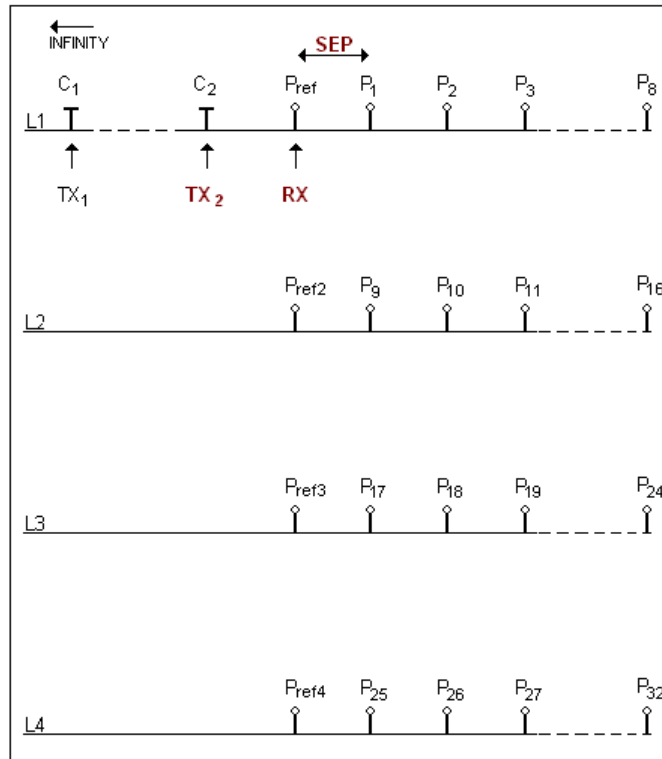 SEP
INFINITY
C1 C2 Pref P1 P2 P3 P8
L1
TX1 TX2 RX
Pref2 P9 P10 P11 P16
L2
Pref3 P17 P18 P19 P24
L3
Pref4 P25 P26 P27 P32
L4